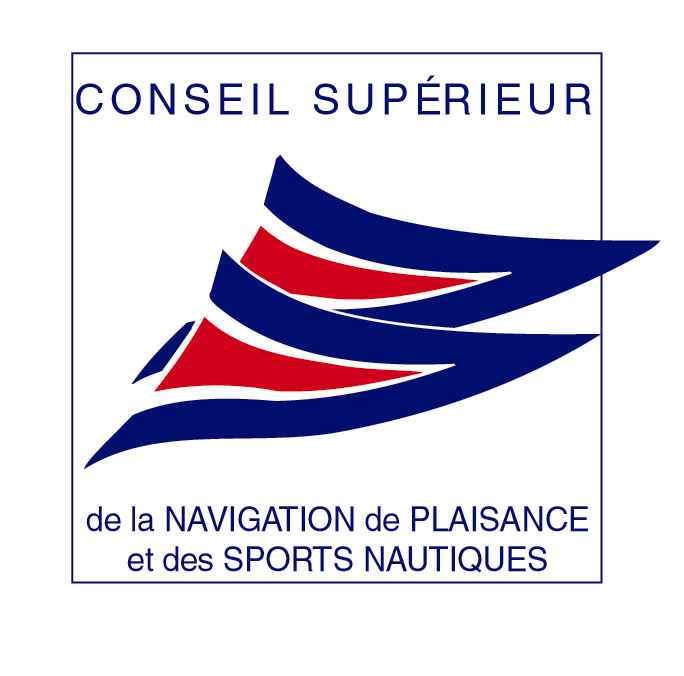 CONSEIL SUPÉRIEUR
de la NAVIGATION de PLAISANCE
et des SPORTS NAUTIQUES